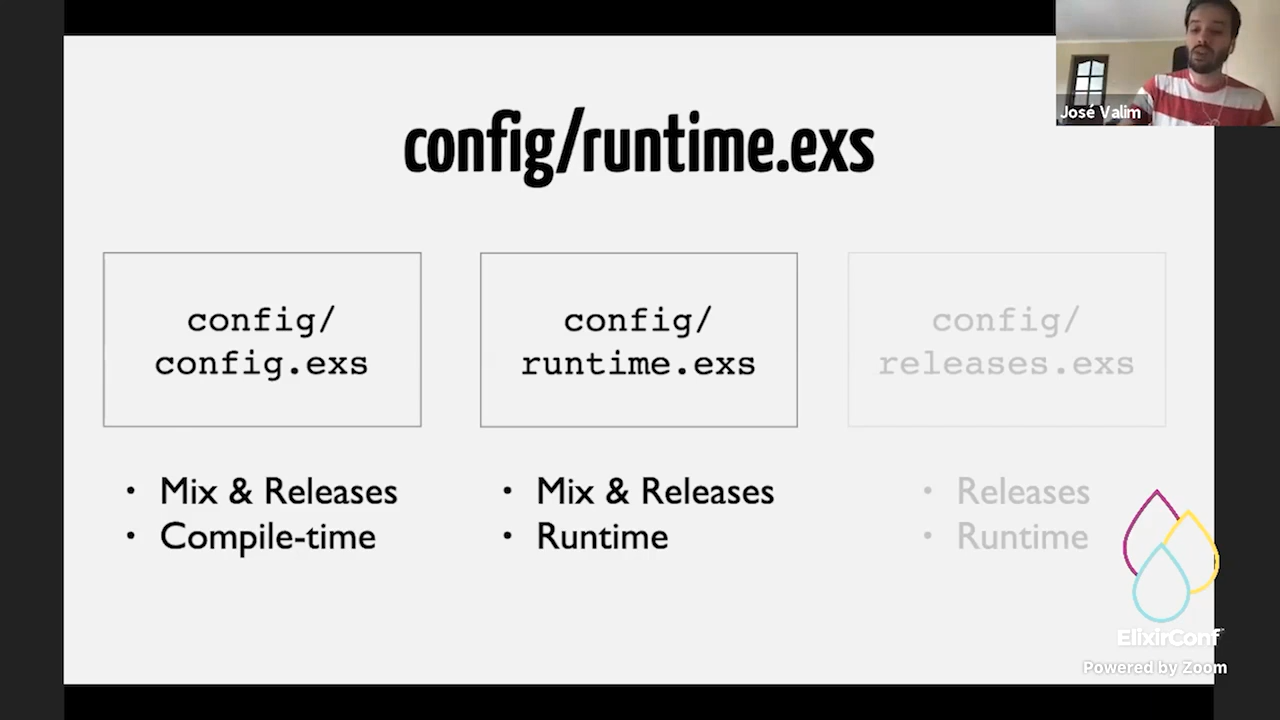 José Valim
config/runtime.exs
config/
config.exs
• Mix & Releases
• Compile-time
config/
runtime.exs
• Mix & Releases
• Runtime
config/
releases.exs
• Releases
• Runtime
ElixirConf
Powered by Zoom